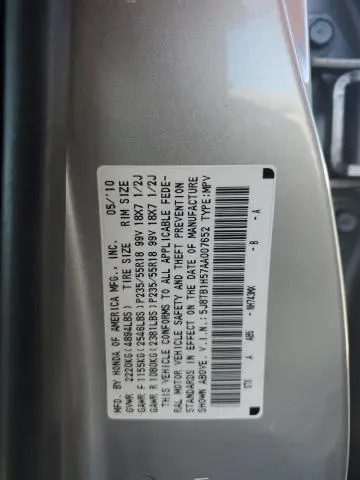 MFD. BY HONDA OF AMERICA MFG., INC. 05/'10
GVWR 2220KG(4894LBS) TIRE SIZE RIM SIZE
GAWR F 1155KG(2546LBS)P235/55R18 99V 18X7 1/2J
GAWR R 1080KG(2381LBS)P235/55R18 99V 18X7 1/2J
THIS VEHICLE CONFORMS TO ALL APPLICABLE FEDE-
RAL MOTOR VEHICLE SAFETY AND THEFT PREVENTION
STANDARDS IN EFFECT ON THE DATE OF MANUFACTURE
SHOWN ABOVE.
V.I.N.: 5J8TB1H57AA007652 TYPE: MPV
STX A ABS - B - A